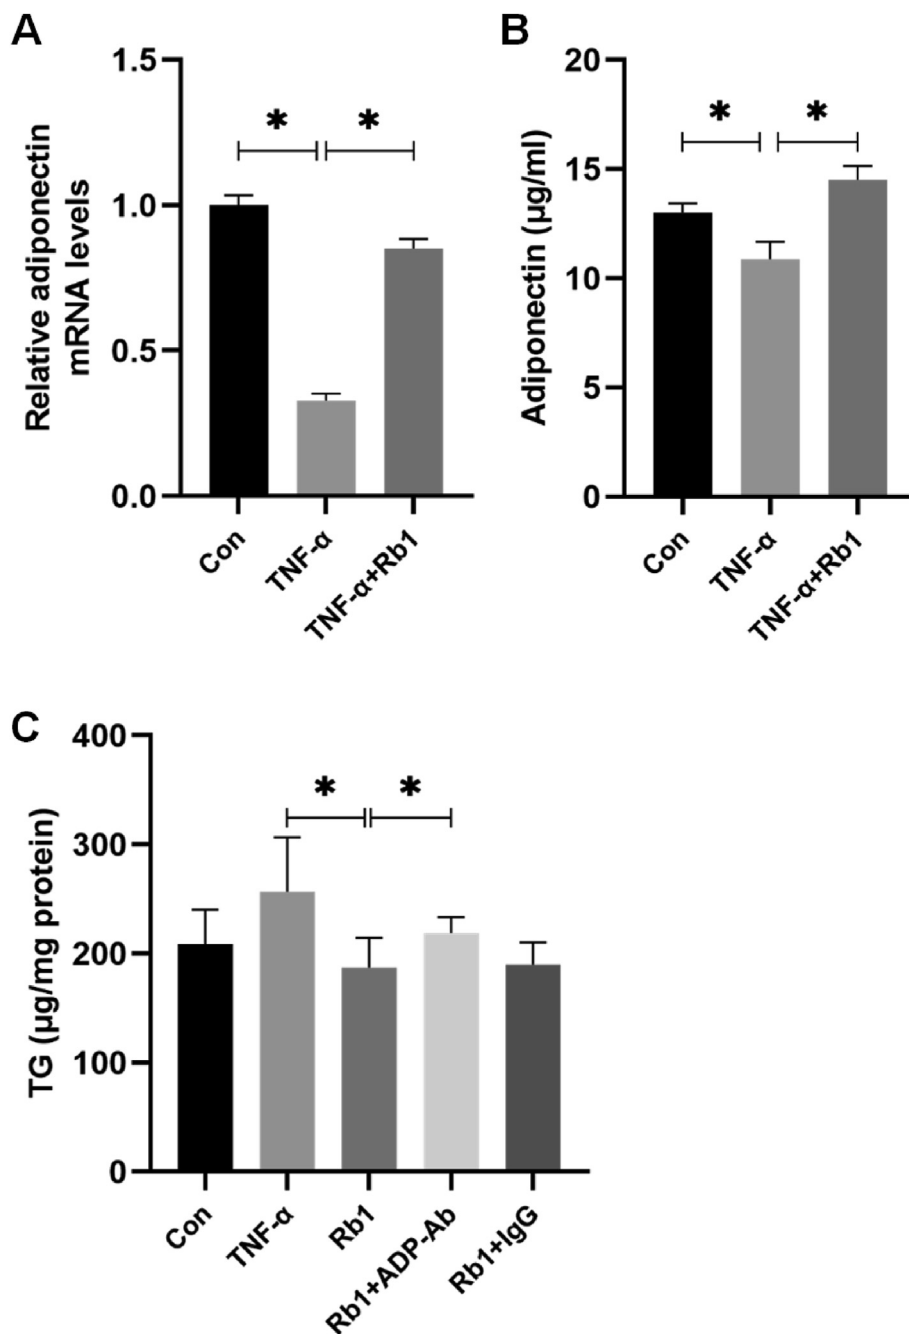 A
Relative adiponectin
mRNA levels
1.5
1.0
0.5
0.0
* *
Con
TNF-α
TNF-α+Rb1
B
Adiponectin (μg/ml)
20
15
10
5
0
* *
Con
TNF-α
TNF-α+Rb1
C
TG (μg/mg protein)
400
300
200
100
0
* *
Con
TNF-α
Rb1
Rb1+ADP-Ab
Rb1+IgG